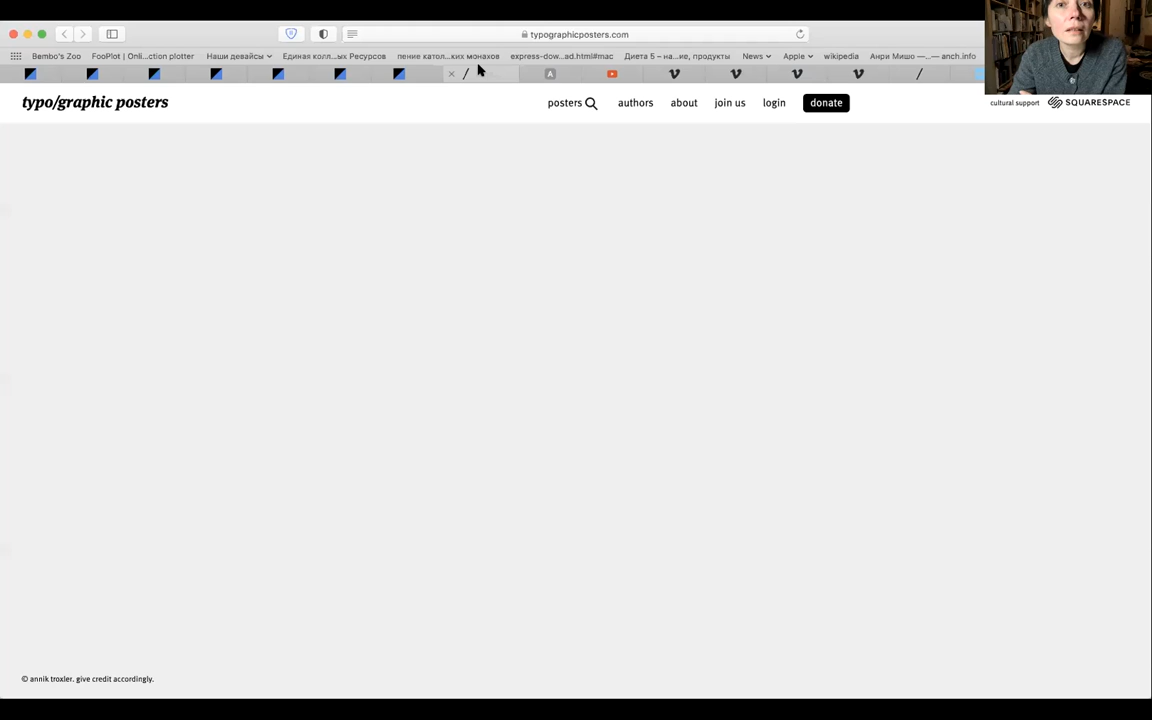 typographicposters.com
Bembo's Zoo FooPlot | Onli...ction plotter Наши девайсы Единая колл...ых Ресурсов пение катол...ких монахов express-dow...ad.html#mac Диета 5 – на...ие, продукты News Apple wikipedia Анри Мишо —...— anch.info
typo/graphic posters
posters authors about join us login donate
cultural support SQUARESPACE
© annik troxler. give credit accordingly.